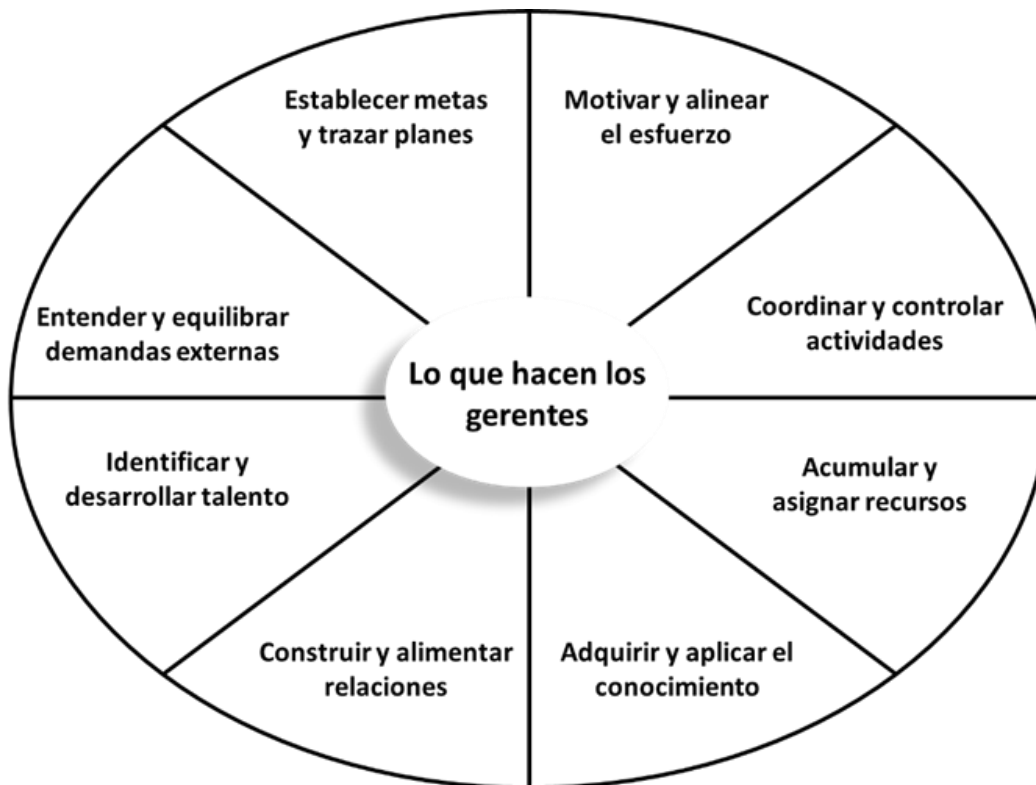 Establecer metas
y trazar planes
Motivar y alinear
el esfuerzo
Entender y equilibrar
demandas externas
Coordinar y controlar
actividades
Lo que hacen los
gerentes
Identificar y
desarrollar talento
Acumular y
asignar recursos
Construir y alimentar
relaciones
Adquirir y aplicar el
conocimiento